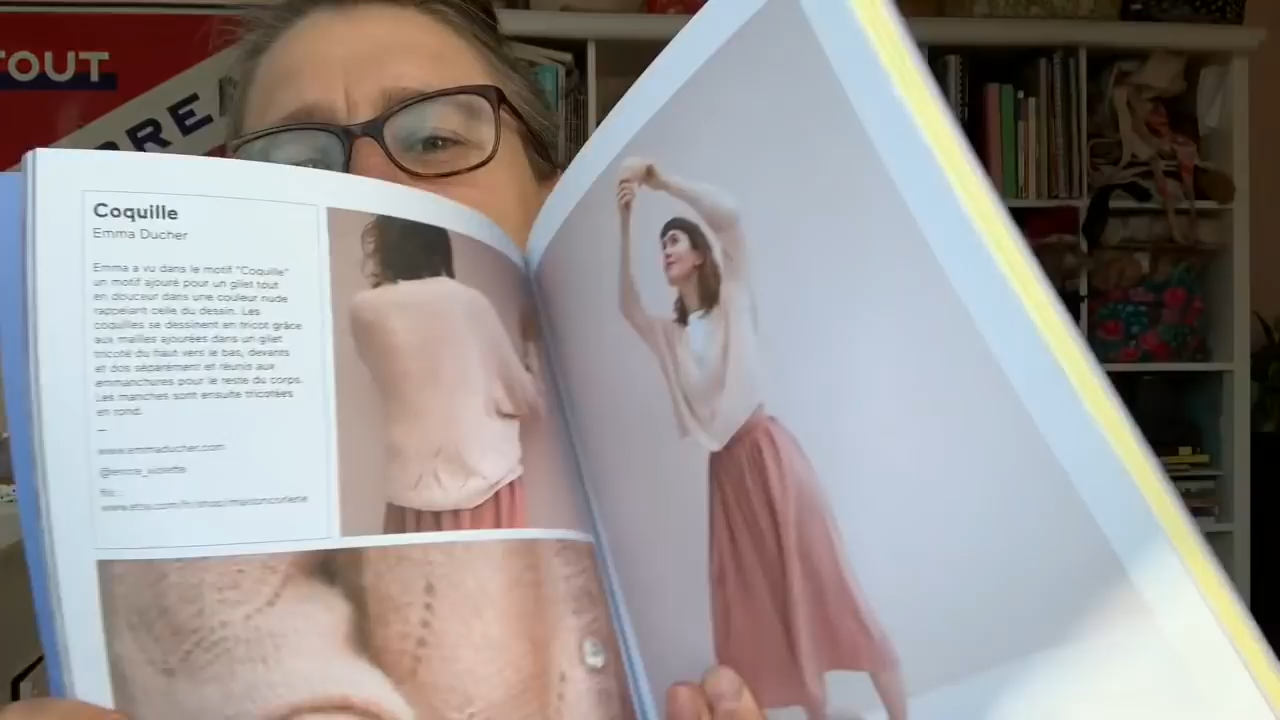 TOUT
Coquille
Emma Ducher
Emma a vu dans le motif "Coquille"
un motif ajouré pour un gilet tout
en douceur dans une couleur nude
rappelant celle du dessin. Les
coquilles se dessinent en tricot grâce
aux mailles ajourées dans un gilet
tricoté du haut vers le bas, devants
et dos séparément et réunis aux
emmanchures pour le reste du corps.
Les manches sont ensuite tricotées
en rond.
—
www.emmaducher.com